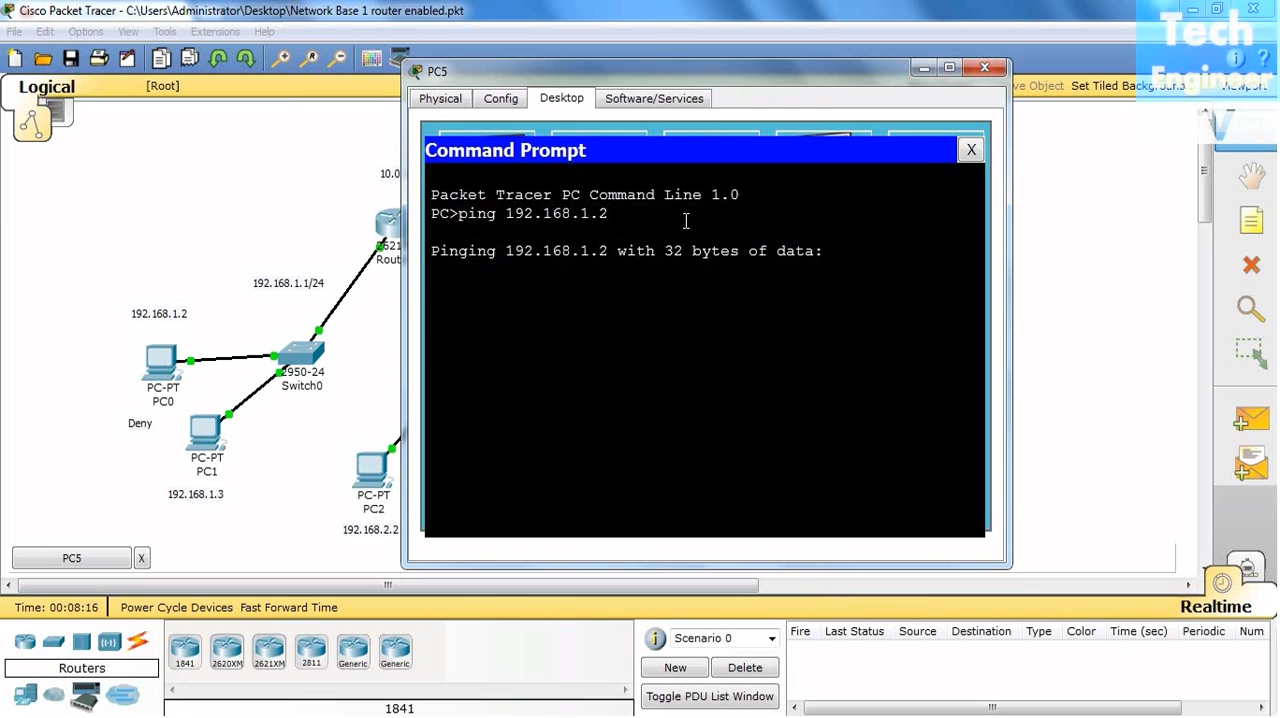 Cisco Packet Tracer - C:\Users\Administrator\Desktop\Network Base 1 router enabled.pkt
File Edit Options View Tools Extensions Help
Tech
Engineer
Logical
[Root]
Object
Set Tiled Background
Viewport
PC5
Physical Config Desktop Software/Services
Command Prompt
X
Packet Tracer PC Command Line 1.0
PC>ping 192.168.1.2
Pinging 192.168.1.2 with 32 bytes of data:
10.0
192.168.1.1/24
192.168.1.2
PC-PT
PC0
Deny
2950-24
Switch0
PC-PT
PC1
192.168.1.3
PC-PT
PC2
192.168.2.2
PC5 X
Time: 00:08:16 Power Cycle Devices Fast Forward Time
Realtime
Routers
1841 2620XM 2621XM 2811 Generic Generic
1841
Scenario 0
New Delete
Toggle PDU List Window
Fire Last Status Source Destination Type Color Time (sec) Periodic Num